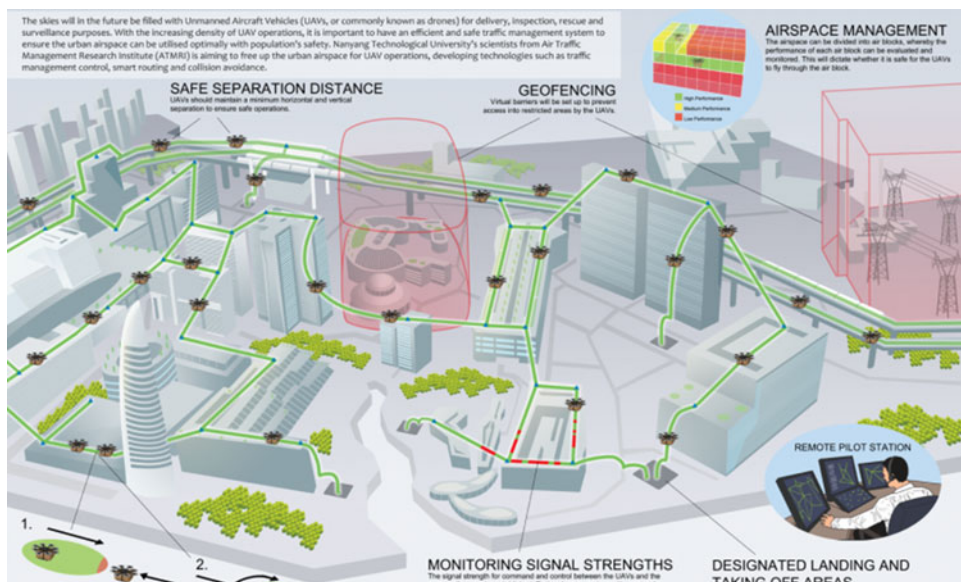 The skies will in the future be filled with Unmanned Aircraft Vehicles (UAVs, or commonly known as drones) for delivery, inspection, rescue and
surveillance purposes. With the increasing density of UAV operations, it is important to have an efficient and safe traffic management system to
ensure the urban airspace can be utilised optimally with population's safety. Nanyang Technological University's scientists from Air Traffic
Management Research Institute (ATMRI) is aiming to free up the urban airspace for UAV operations, developing technologies such as traffic
management control, smart routing and collision avoidance.
AIRSPACE MANAGEMENT
The airspace can be divided into air blocks, whereby the
performance of each air block can be evaluated and
monitored. This will dictate whether it is safe for the UAVs
to fly through the air block.
High Performance
Medium Performance
Low Performance
SAFE SEPARATION DISTANCE
UAVs should maintain a minimum horizontal and vertical
separation to ensure safe operations.
GEOFENCING
Virtual barriers will be set up to prevent
access into restricted areas by the UAVs.
REMOTE PILOT STATION
1.
2.
MONITORING SIGNAL STRENGTHS
The signal strength for command and control between the UAVs and the
DESIGNATED LANDING AND
TAKING OFF AREAS